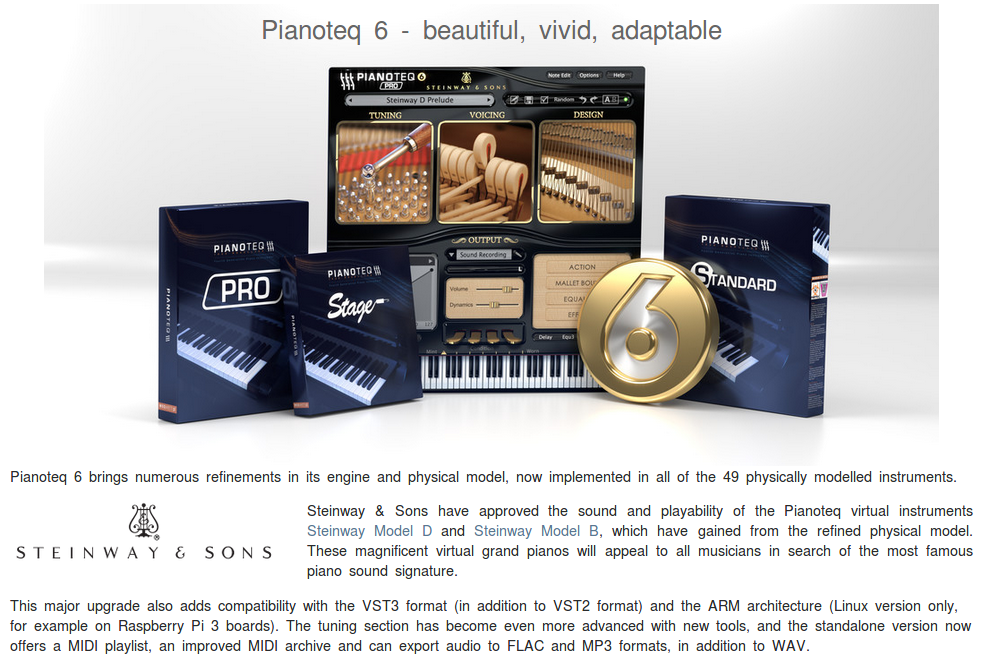 Pianoteq 6 - beautiful, vivid, adaptable
PIANOTEQ 6
PRO
STEINWAY & SONS
Note Edit
Options
Help
Steinway D Prelude
Random
A
TUNING
VOICING
DESIGN
OUTPUT
Sound Recording
Volume
Dynamics
ACTION
MALLET
Delay
PIANOTEQ
PRO
PIANOTEQ
PIANOTEQ
Stage
PIANOTEQ
6
PIANOTEQ
STANDARD
Pianoteq 6 brings numerous refinements in its engine and physical model, now implemented in all of the 49 physically modelled instruments.
STEINWAY & SONS
Steinway & Sons have approved the sound and playability of the Pianoteq virtual instruments
Steinway Model D and Steinway Model B, which have gained from the refined physical model.
These magnificent virtual grand pianos will appeal to all musicians in search of the most famous
piano sound signature.
This major upgrade also adds compatibility with the VST3 format (in addition to VST2 format) and the ARM architecture (Linux version only,
for example on Raspberry Pi 3 boards). The tuning section has become even more advanced with new tools, and the standalone version now
offers a MIDI playlist, an improved MIDI archive and can export audio to FLAC and MP3 formats, in addition to WAV.